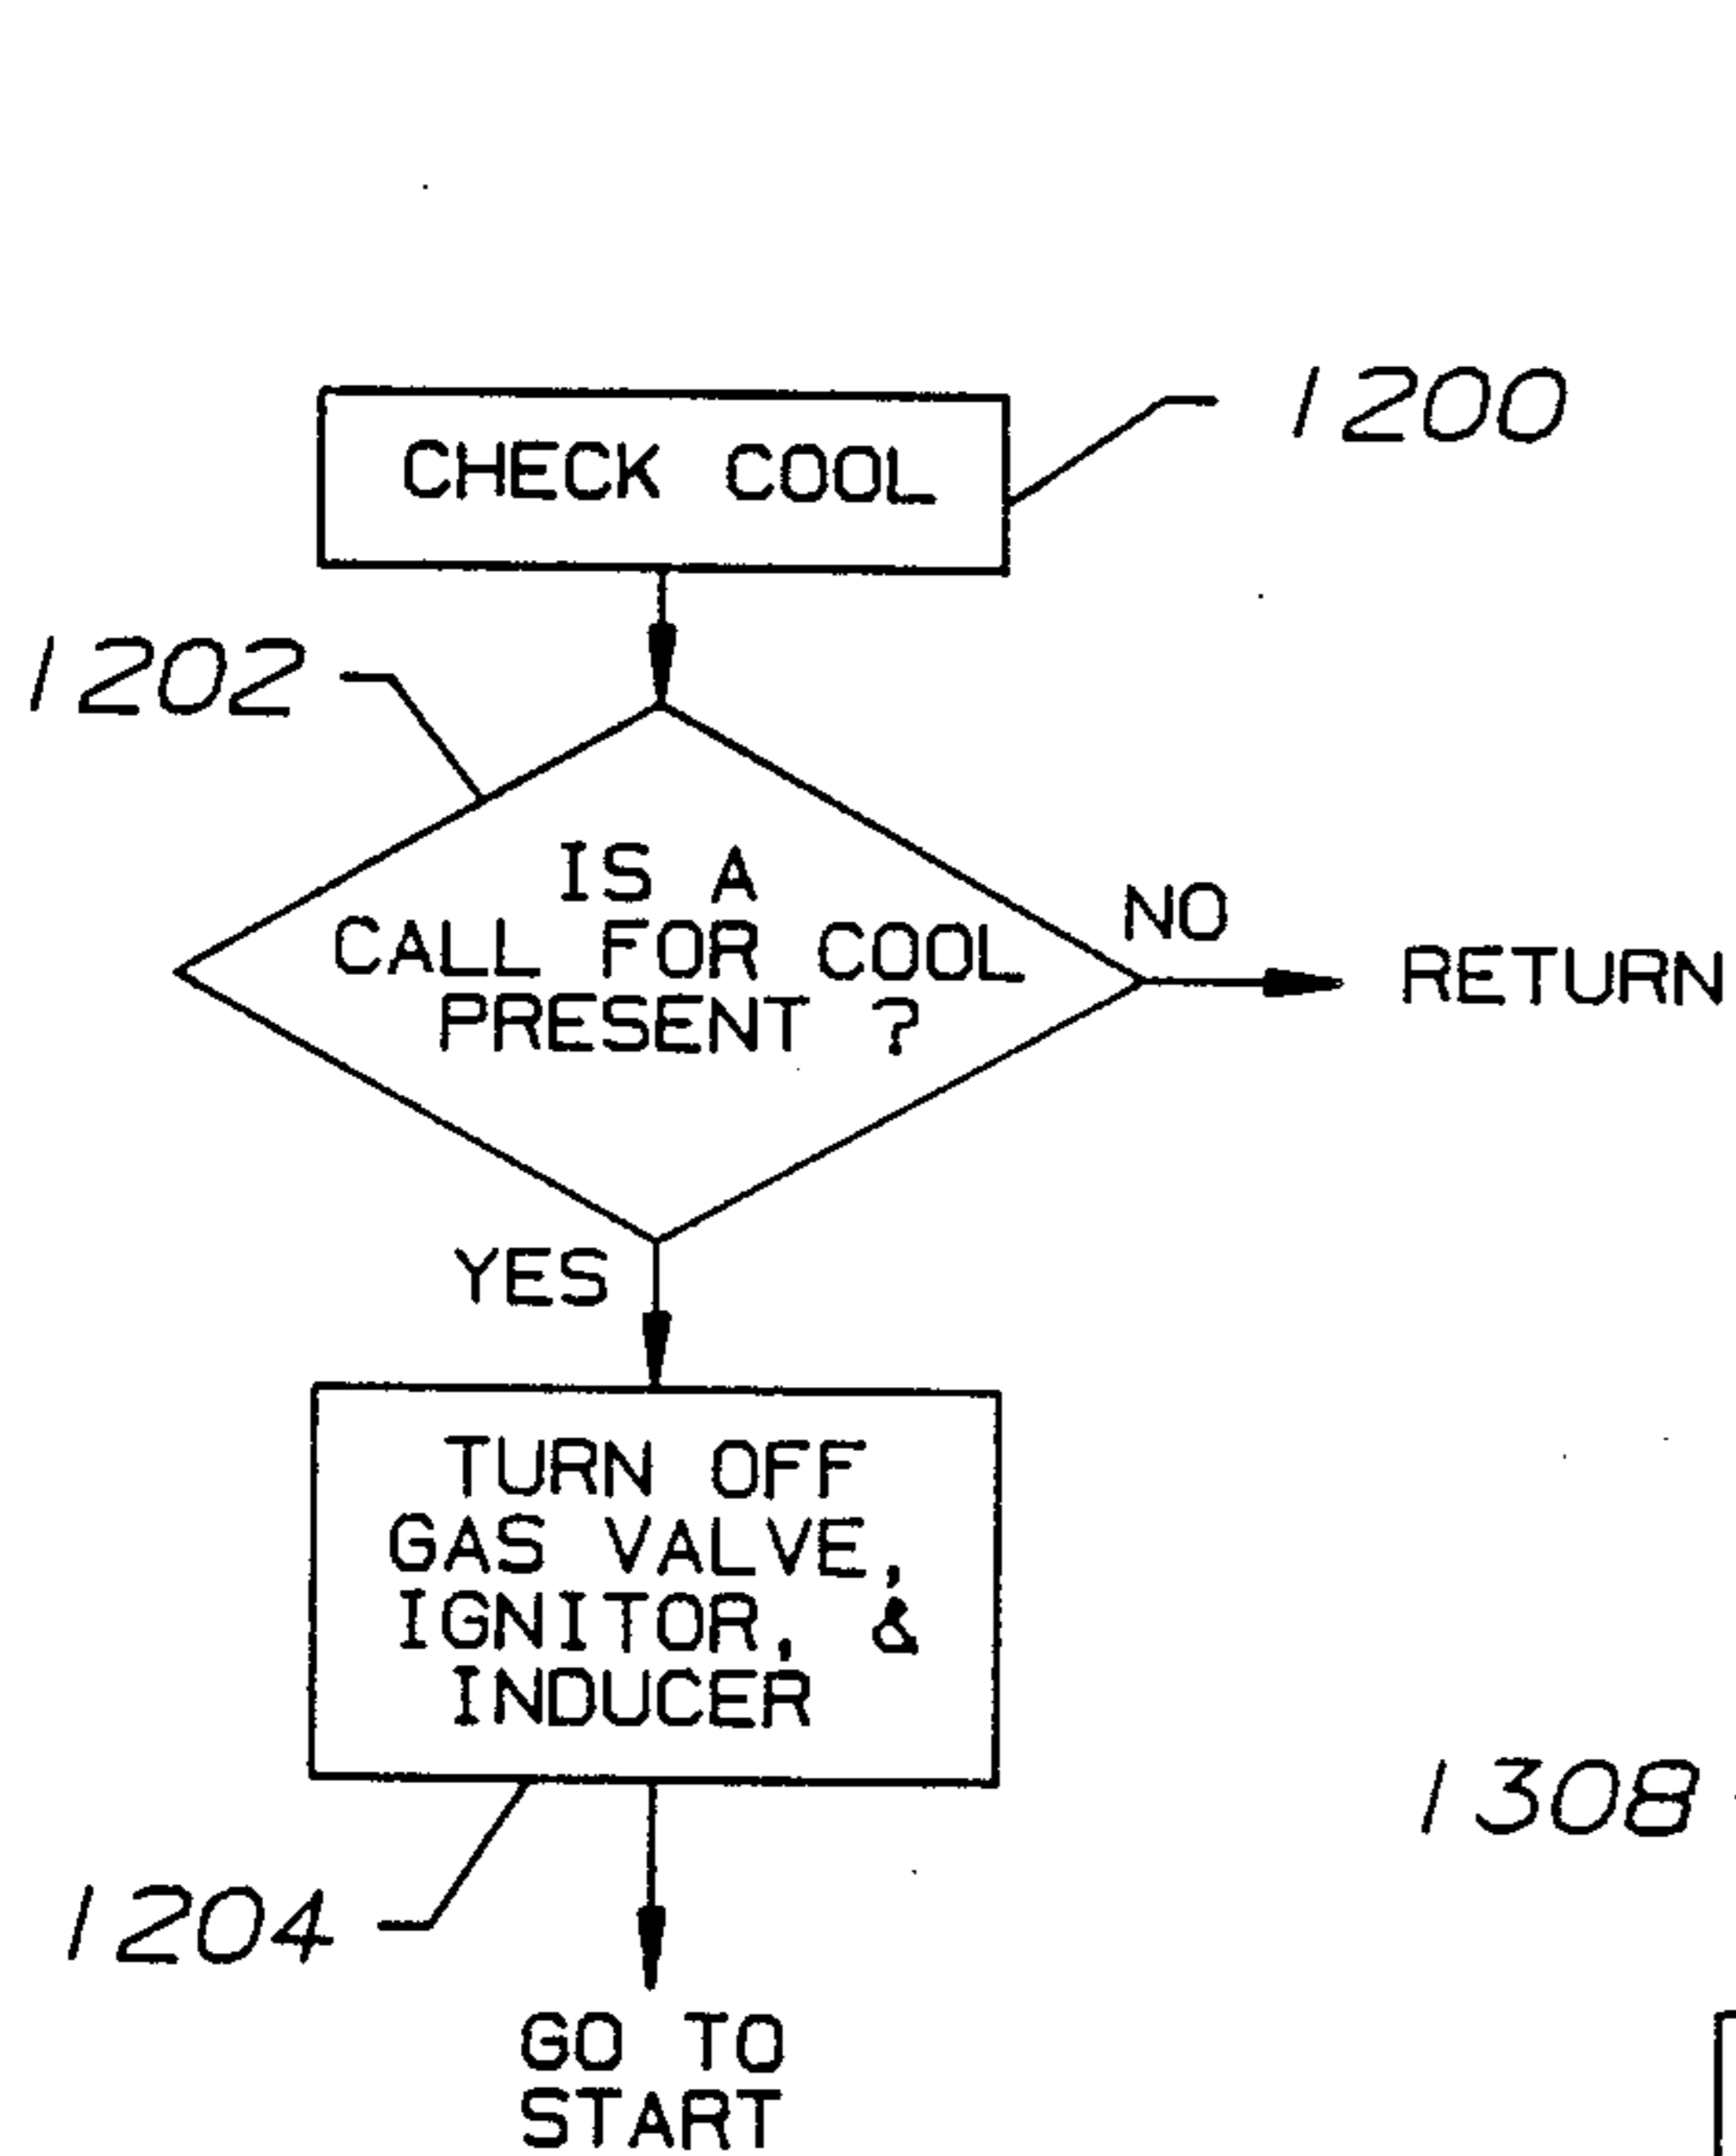 1200
CHECK COOL
1202
IS A
CALL FOR COOL
PRESENT ?
NO
RETURN
YES
TURN OFF
GAS VALVE,
IGNITOR, &
INDUCER
1308
1204
GO TO
START